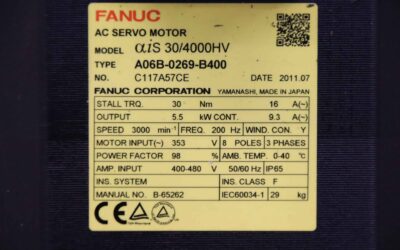 FANUC
AC SERVO MOTOR
MODEL αiS 30/4000HV
TYPE A06B-0269-B400
NO. C117A57CE DATE 2011.07
FANUC CORPORATION YAMANASHI, MADE IN JAPAN
STALL TRQ. 30 Nm 16 A(~)
OUTPUT 5.5 kW CONT. 9.3 A(~)
SPEED 3000 min⁻¹ FREQ. 200 Hz WIND. CON. Y
MOTOR INPUT(~) 353 V 8 POLES 3 PHASES
POWER FACTOR 98 % AMB. TEMP. 0-40 °C
AMP. INPUT 400-480 V 50/60 Hz IP65
INS. SYSTEM INS. CLASS F
MANUAL NO. B-65262 IEC60034-1 29 kg
CE